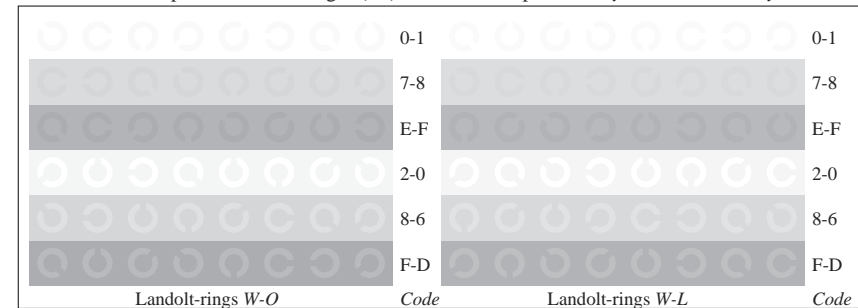 0-1 0-1
7-8 7-8
E-F E-F
2-0 2-0
8-6 8-6
F-D F-D
Landolt-rings W-O Code Landolt-rings W-L Code